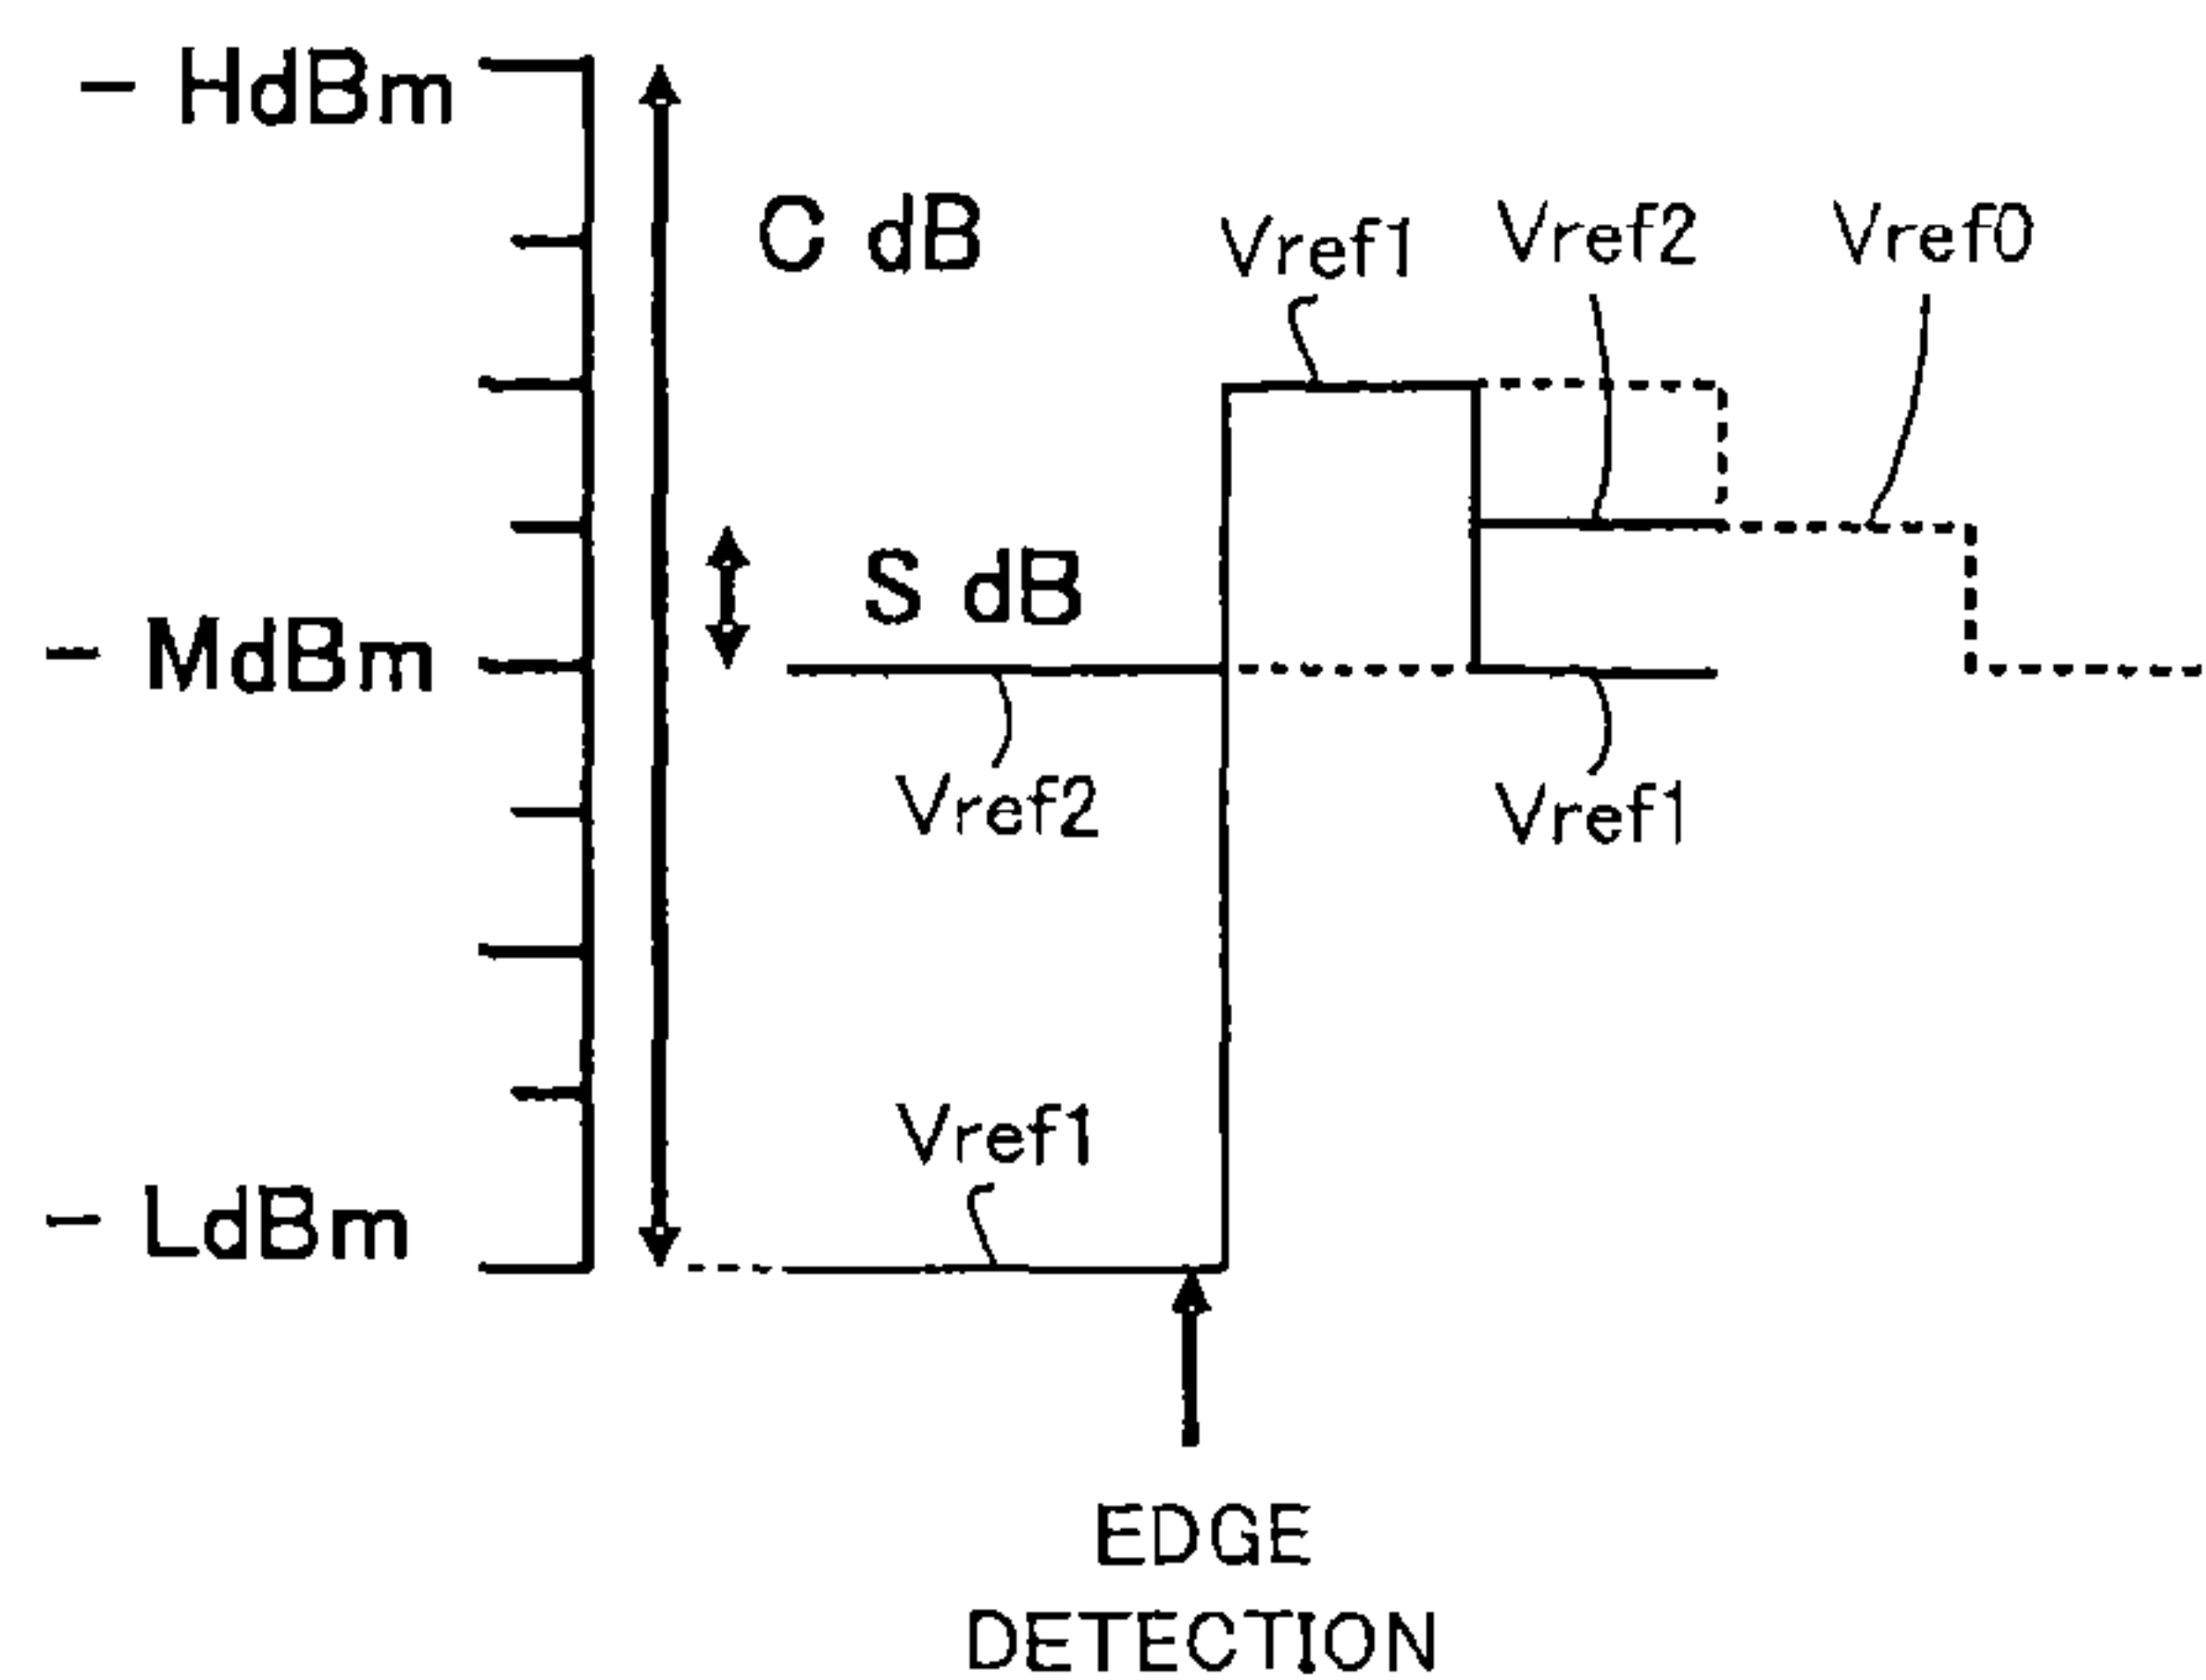 - HdBm
C dB
Vref1
Vref2
Vref0
S dB
- MdBm
Vref2
Vref1
Vref1
- LdBm
EDGE
DETECTION